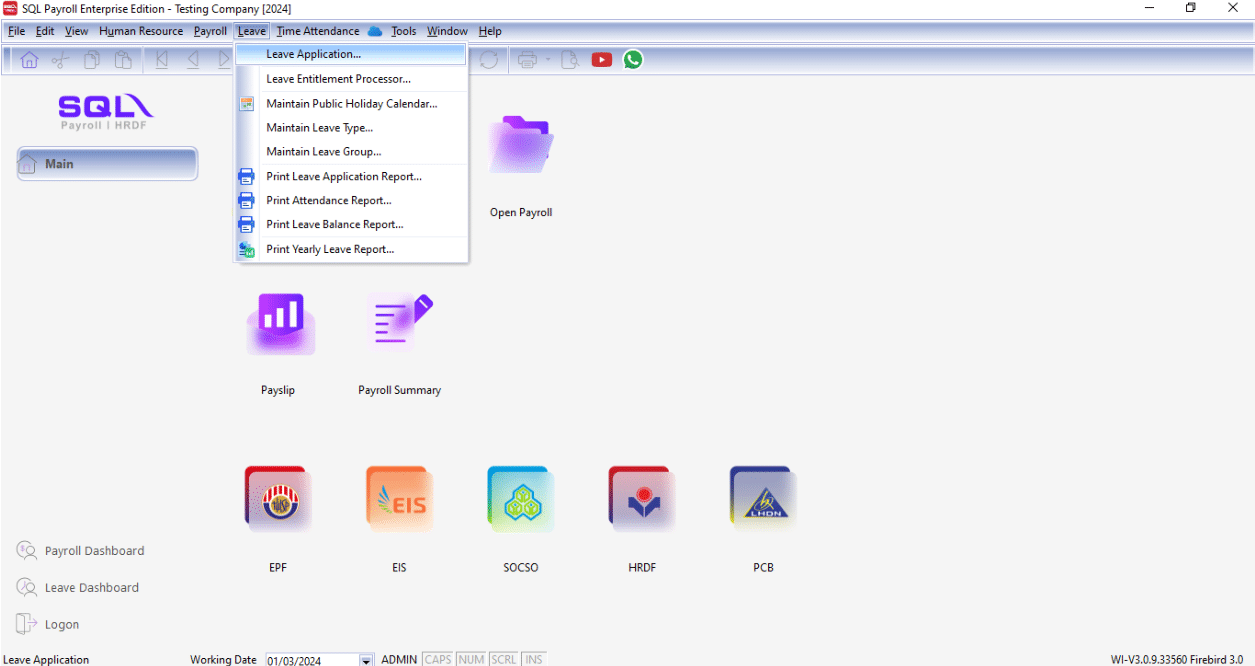 SQL Payroll Enterprise Edition - Testing Company [2024]
File Edit View Human Resource Payroll Leave Time Attendance Tools Window Help
Leave Application...
Leave Entitlement Processor...
Maintain Public Holiday Calendar...
Maintain Leave Type...
Maintain Leave Group...
Print Leave Application Report...
Print Attendance Report...
Print Leave Balance Report...
Print Yearly Leave Report...
SQL
Payroll | HRDF
Main
Open Payroll
Payslip
Payroll Summary
EIS
LHDN
EPF
EIS
SOCSO
HRDF
PCB
Payroll Dashboard
Leave Dashboard
Logon
Leave Application
Working Date 01/03/2024 ADMIN CAPS NUM SCRL INS
WI-V3.0.9.33560 Firebird 3.0